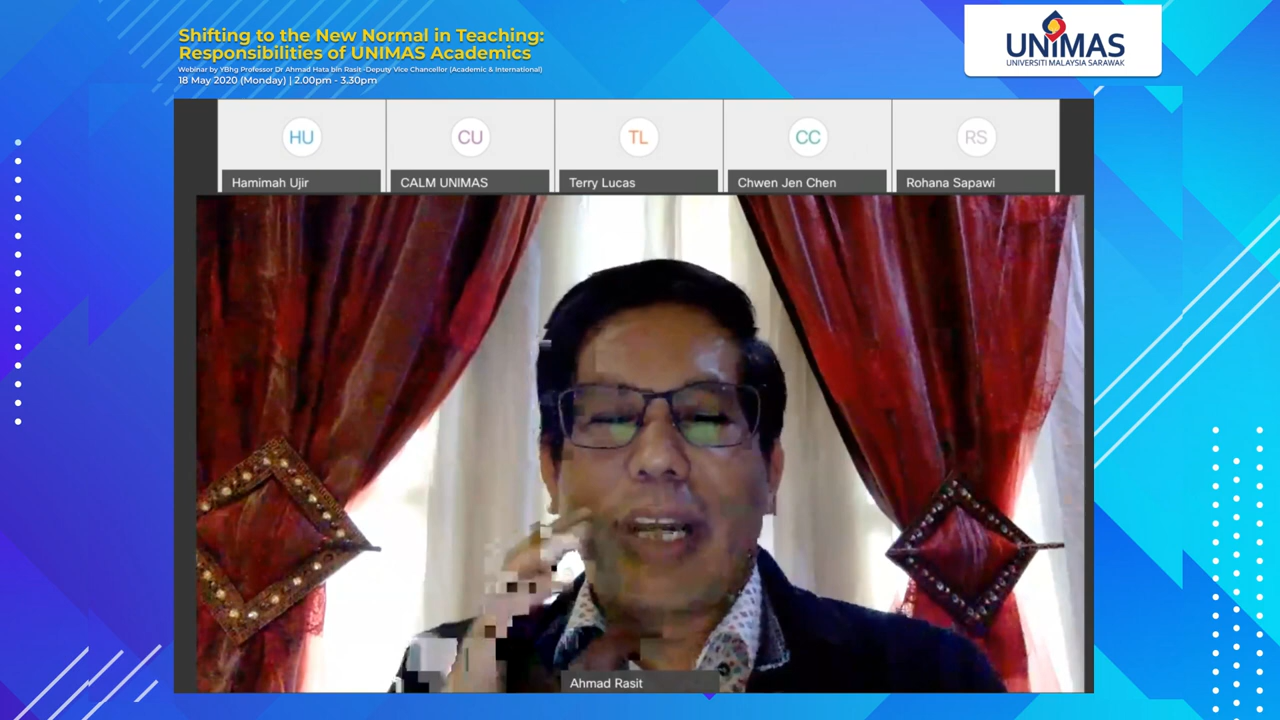 Shifting to the New Normal in Teaching:
Responsibilities of UNIMAS Academics
Webinar by YBhg Professor Dr Ahmad Hata bin Rasit -Deputy Vice Chancellor (Academic & International)
18 May 2020 (Monday) | 2.00pm - 3.30pm
UNIMAS
UNIVERSITI MALAYSIA SARAWAK
HU
CU
TL
CC
RS
Hamimah Ujir
CALM UNIMAS
Terry Lucas
Chwen Jen Chen
Rohana Sapawi
Ahmad Rasit